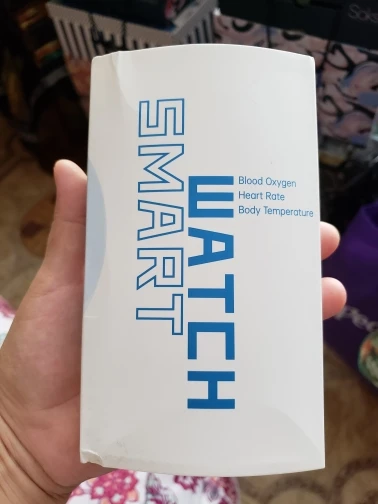 SMART
WATCH
Blood Oxygen
Heart Rate
Body Temperature